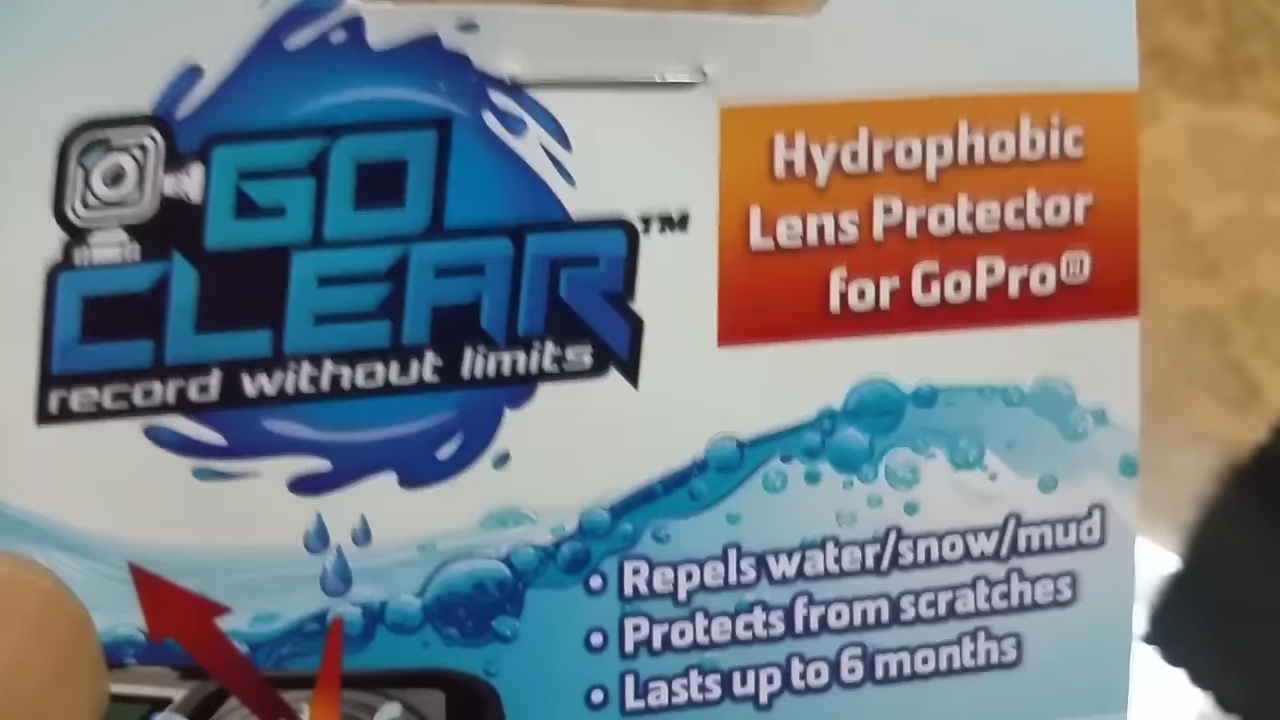 GO
CLEAR™
record without limits
Hydrophobic
Lens Protector
for GoPro®
• Repels water/snow/mud
• Protects from scratches
• Lasts up to 6 months